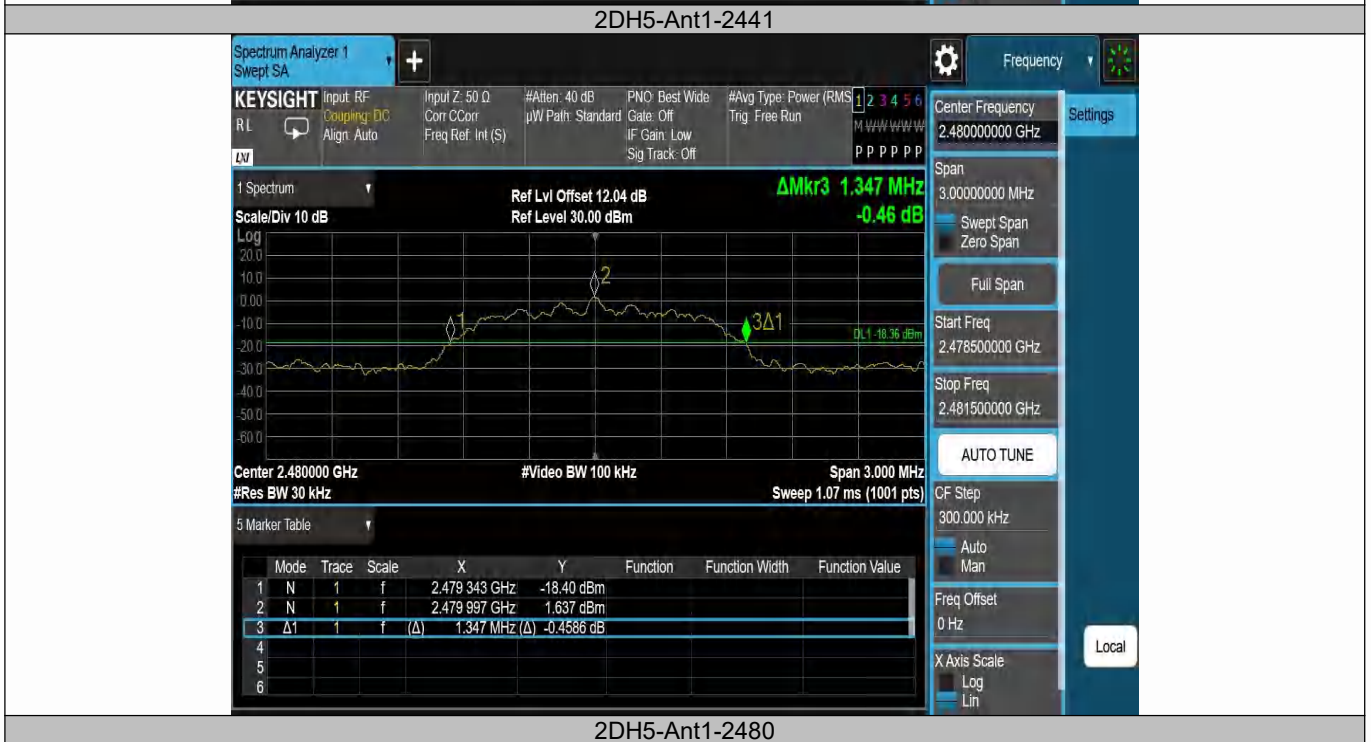 2DH5-Ant1-2441
Spectrum Analyzer 1
Swept SA
+
Frequency
KEYSIGHT
Input: RF
Coupling: DC
Align: Auto
Input Z: 50 Ω
Corr CCorr
Freq Ref: Int (S)
#Atten: 40 dB
µW Path: Standard
PNO: Best Wide
Gate: Off
IF Gain: Low
Sig Track: Off
#Avg Type: Power (RMS
Trig: Free Run
1 2 3 4 5 6
M W W W W W
P P P P P P
R L
LXI
Center Frequency
2.480000000 GHz
Settings
Span
3.00000000 MHz
Swept Span
Zero Span
Full Span
Start Freq
2.478500000 GHz
Stop Freq
2.481500000 GHz
AUTO TUNE
CF Step
300.000 kHz
Auto
Man
Freq Offset
0 Hz
X Axis Scale
Log
Lin
Local
1 Spectrum
Scale/Div 10 dB
Ref Lvl Offset 12.04 dB
Ref Level 30.00 dBm
ΔMkr3 1.347 MHz
-0.46 dB
Log
20.0
10.0
0.00
-10.0
-20.0
-30.0
-40.0
-50.0
-60.0
1
2
3Δ1
DL1 -18.36 dBm
Center 2.480000 GHz
#Video BW 100 kHz
Span 3.000 MHz
#Res BW 30 kHz
Sweep 1.07 ms (1001 pts)
5 Marker Table
Mode Trace Scale X Y Function Function Width Function Value
1 N 1 f 2.479 343 GHz -18.40 dBm
2 N 1 f 2.479 997 GHz 1.637 dBm
3 Δ1 1 f (Δ) 1.347 MHz (Δ) -0.4586 dB
4
5
6
2DH5-Ant1-2480